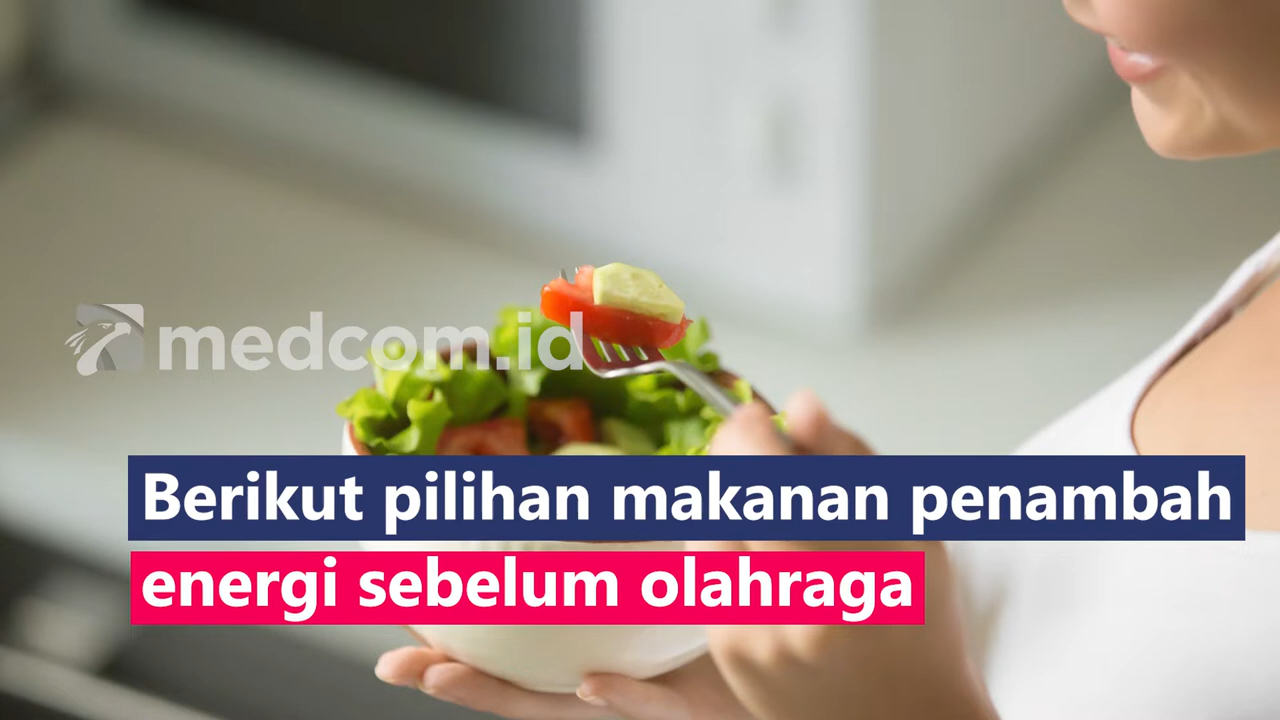 medcom.id
Berikut pilihan makanan penambah
energi sebelum olahraga